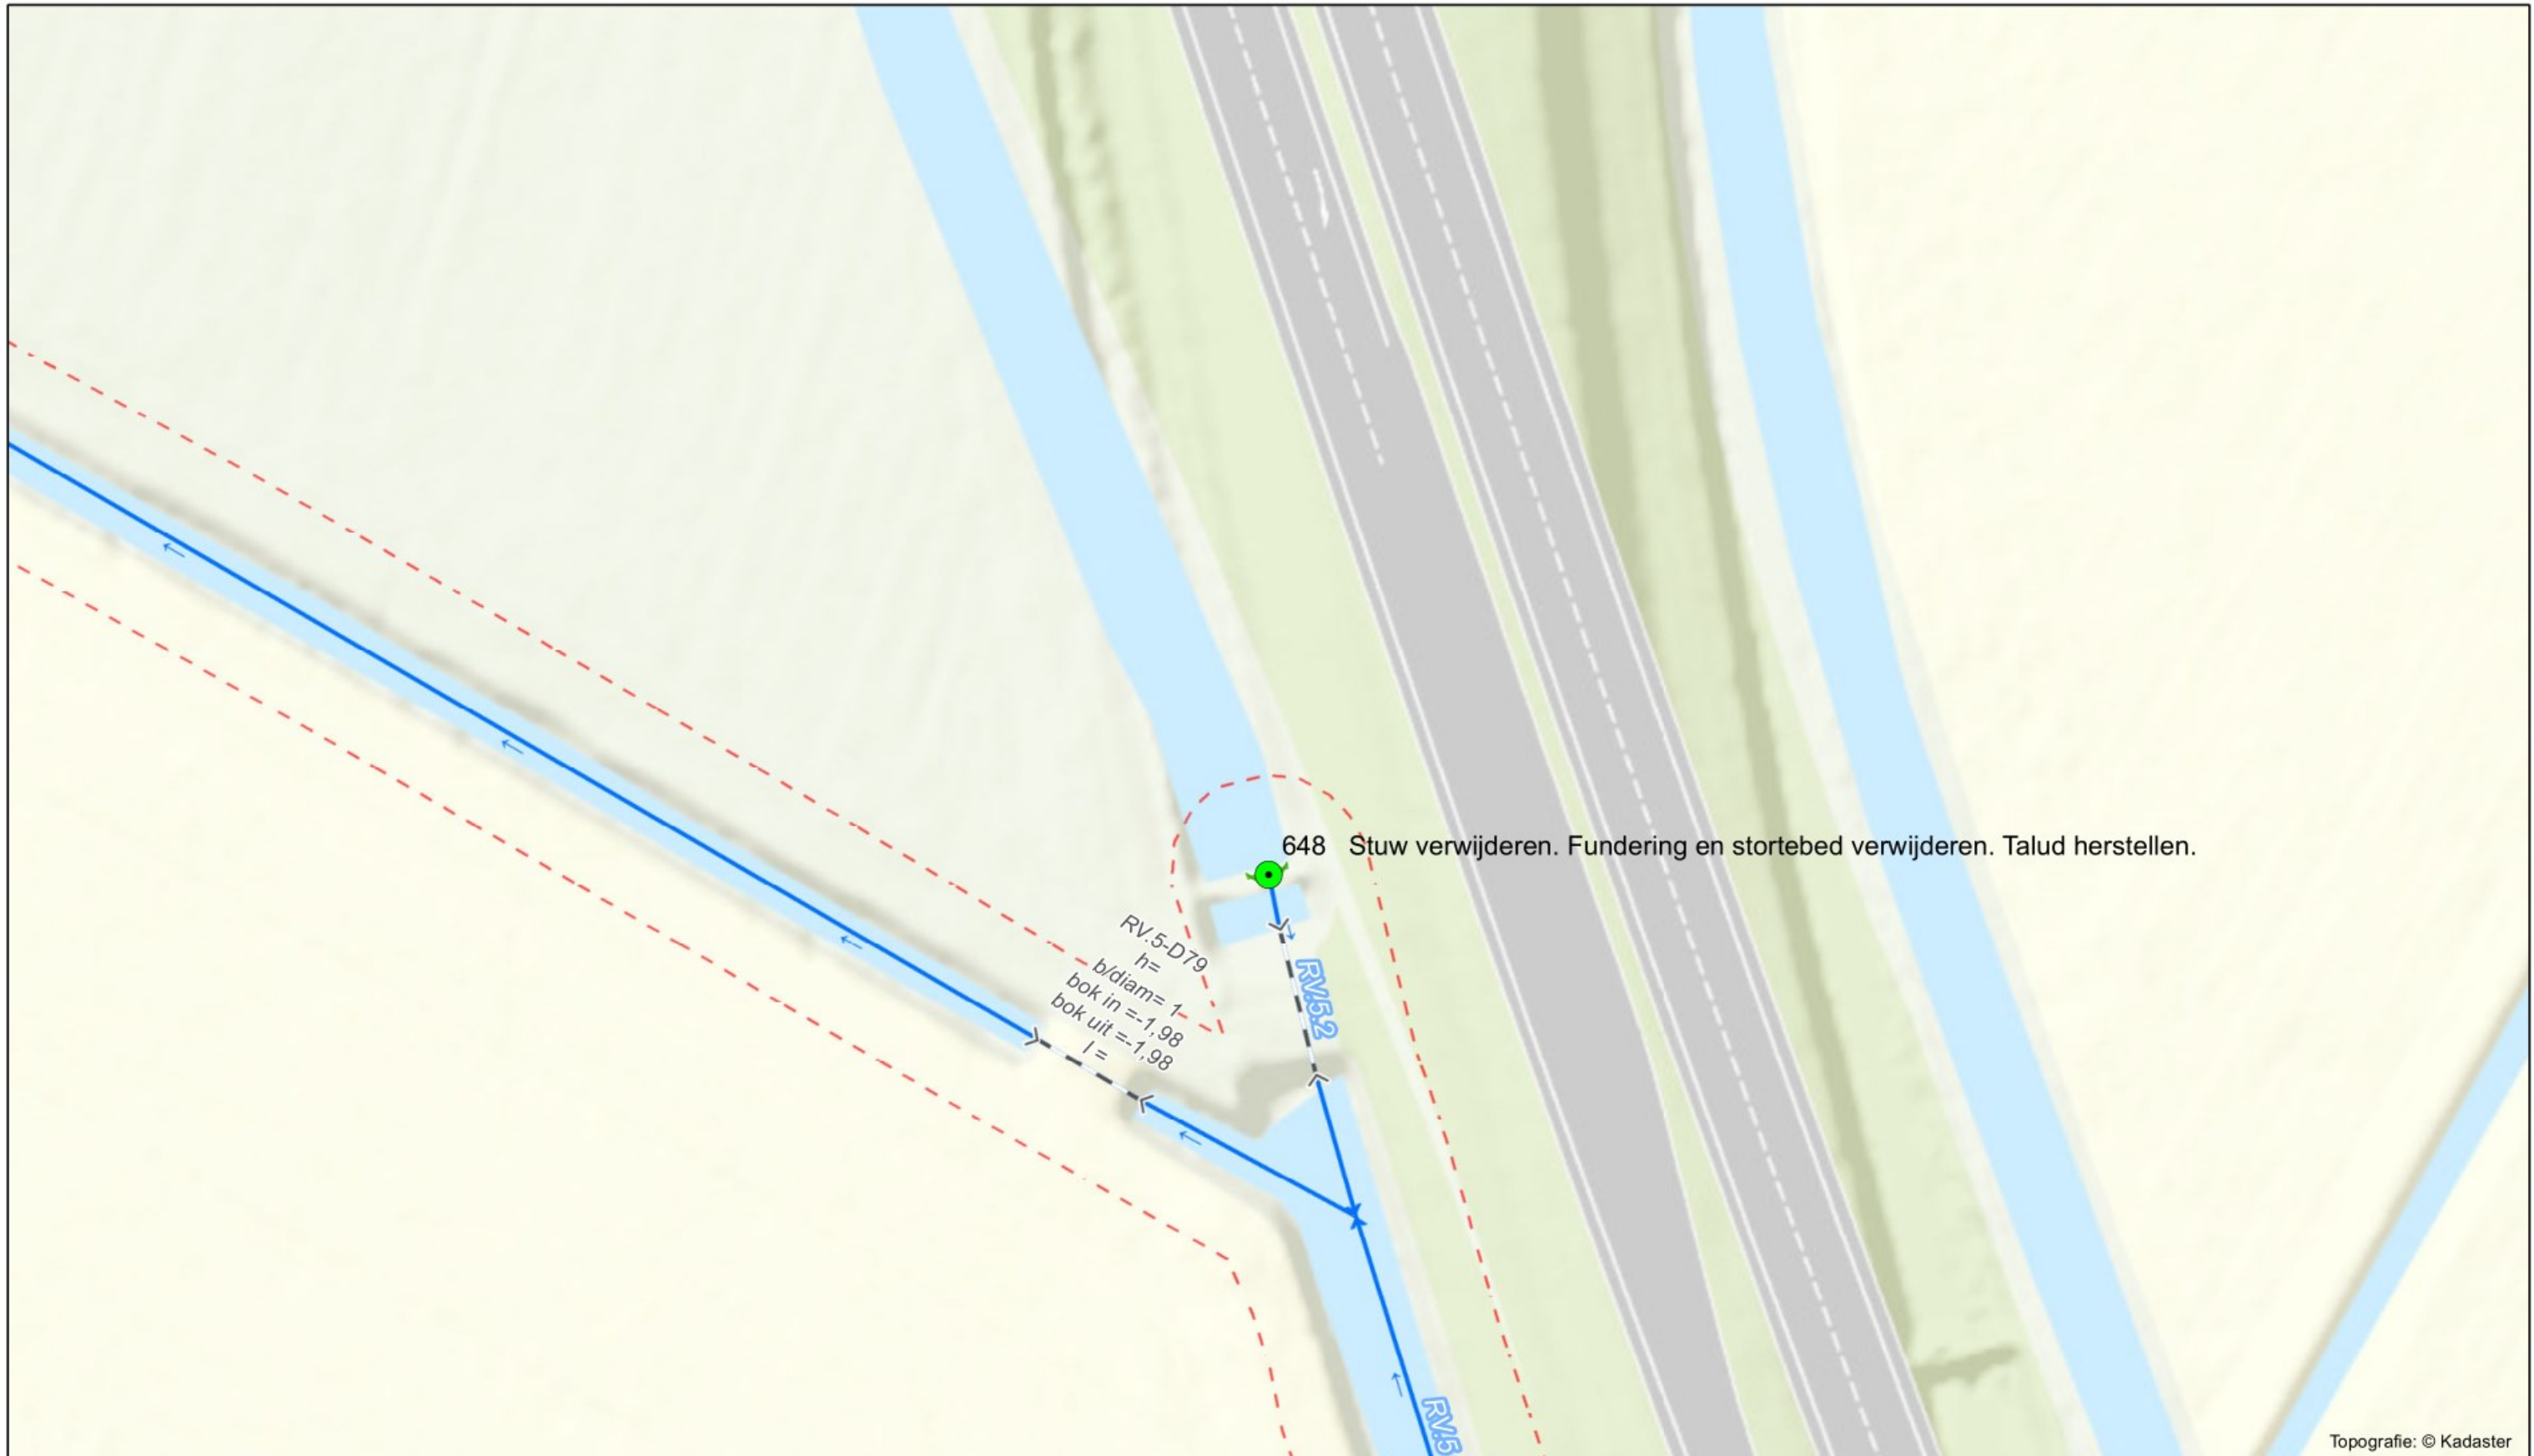 648 Stuw verwijderen. Fundering en stortebed verwijderen. Talud herstellen.
RV.5-D79
h=
b/diam= 1
bok in =-1,98
bok uit =-1,98
l =
RV.5.2
RV.5
Topografie: © Kadaster